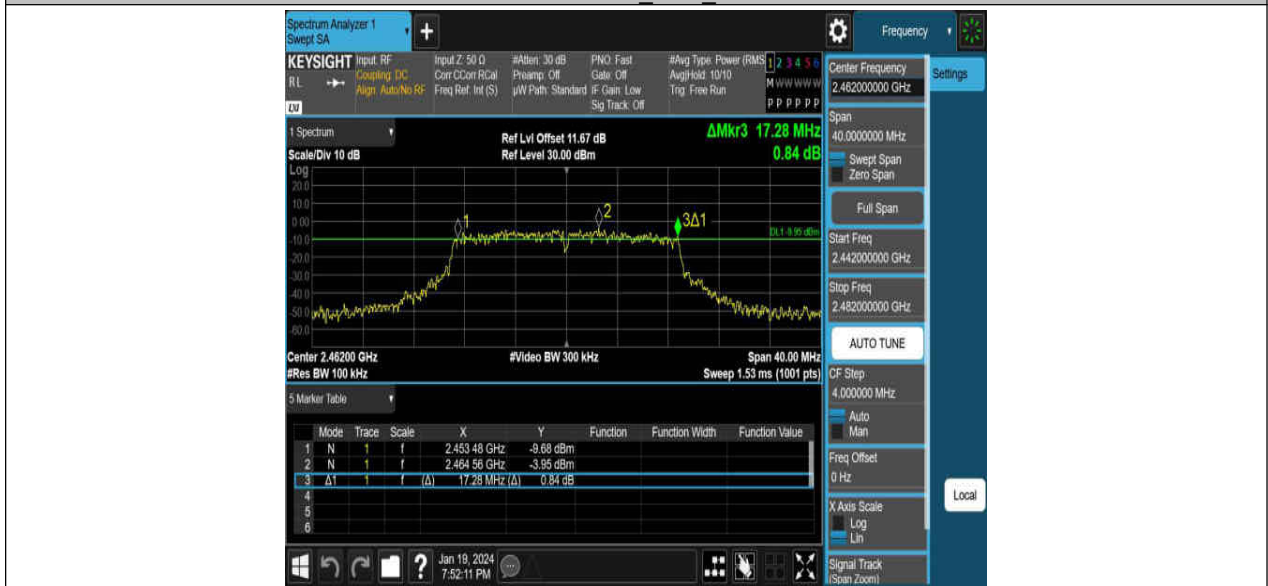 Spectrum Analyzer 1
Swept SA
+
Frequency
KEYSIGHT
RL
LXI
Input: RF
Coupling: DC
Align: Auto/No RF
Input Z: 50 Ω
Corr CCorr RCal
Freq Ref: Int (S)
#Atten: 30 dB
Preamp: Off
µW Path: Standard
PNO: Fast
Gate: Off
IF Gain: Low
Sig Track: Off
#Avg Type: Power (RMS
Avg|Hold: 10/10
Trig: Free Run
1 2 3 4 5 6
M W W W W W
P P P P P P
Center Frequency
2.462000000 GHz
Settings
1 Spectrum
Scale/Div 10 dB
Ref Lvl Offset 11.67 dB
Ref Level 30.00 dBm
ΔMkr3 17.28 MHz
0.84 dB
Span
40.0000000 MHz
Swept Span
Zero Span
Full Span
Log
20.0
10.0
0.00
-10.0
-20.0
-30.0
-40.0
-50.0
-60.0
1
2
3Δ1
DL1 -9.95 dBm
Start Freq
2.442000000 GHz
Stop Freq
2.482000000 GHz
AUTO TUNE
Center 2.46200 GHz
#Res BW 100 kHz
#Video BW 300 kHz
Span 40.00 MHz
Sweep 1.53 ms (1001 pts)
CF Step
4.000000 MHz
Auto
Man
5 Marker Table
Mode Trace Scale X Y Function Function Width Function Value
1 N 1 f 2.453 48 GHz -9.68 dBm
2 N 1 f 2.464 56 GHz -3.95 dBm
3 Δ1 1 f (Δ) 17.28 MHz (Δ) 0.84 dB
4
5
6
Freq Offset
0 Hz
X Axis Scale
Log
Lin
Local
Signal Track
(Span Zoom)
?
Jan 19, 2024
7:52:11 PM